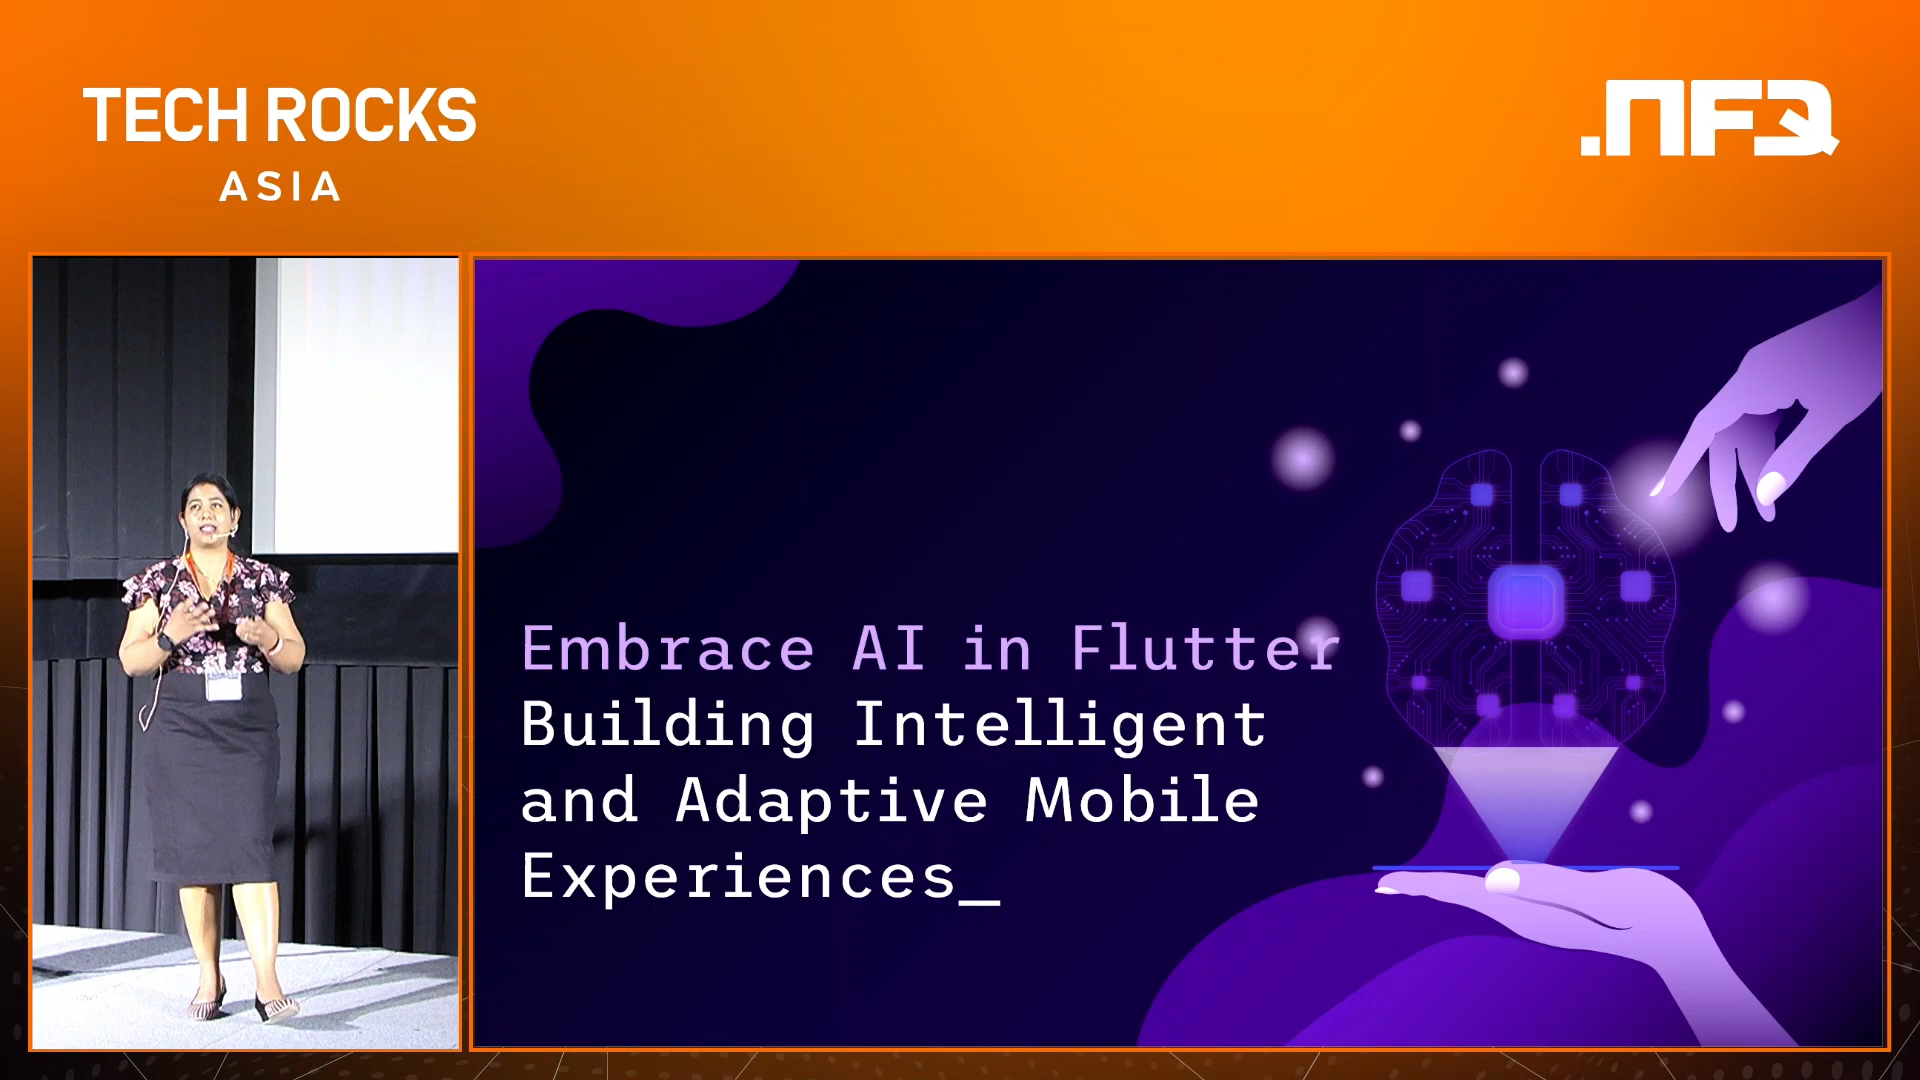 TECH ROCKS
ASIA
.NFQ
Embrace AI in Flutter
Building Intelligent
and Adaptive Mobile
Experiences_